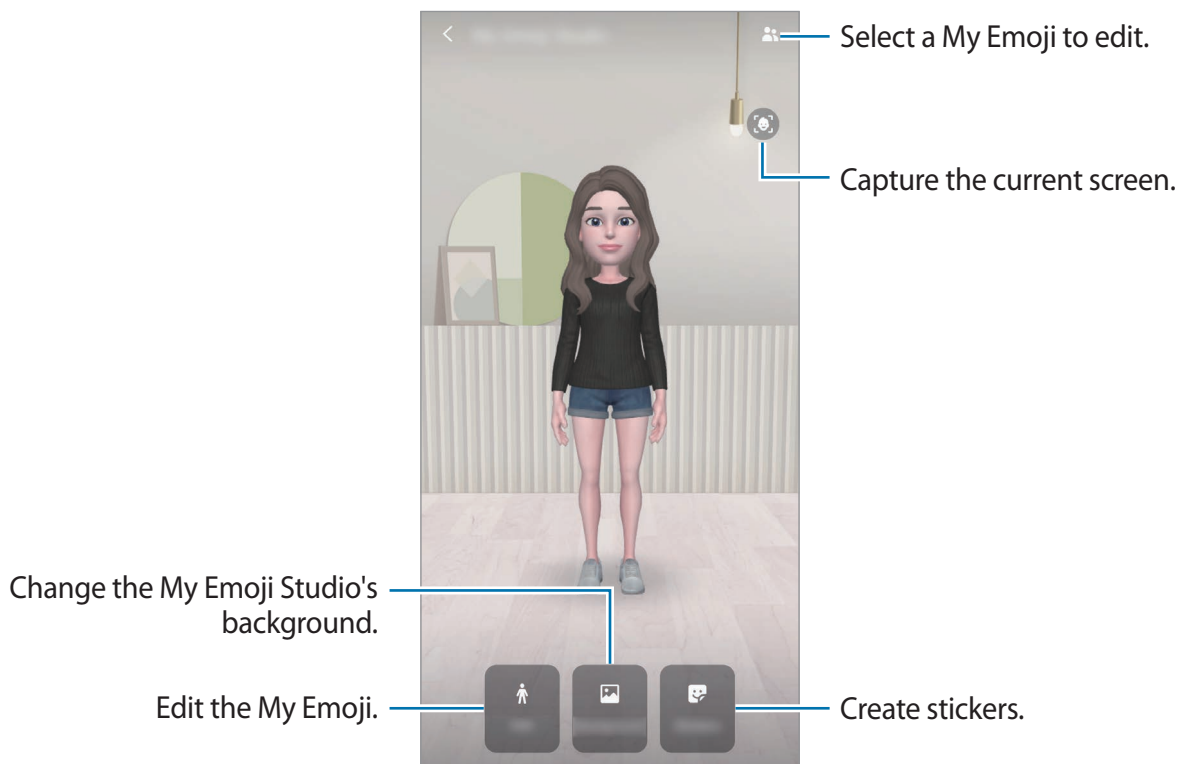 Select a My Emoji to edit.
Capture the current screen.
Change the My Emoji Studio's
background.
Edit the My Emoji.
Create stickers.